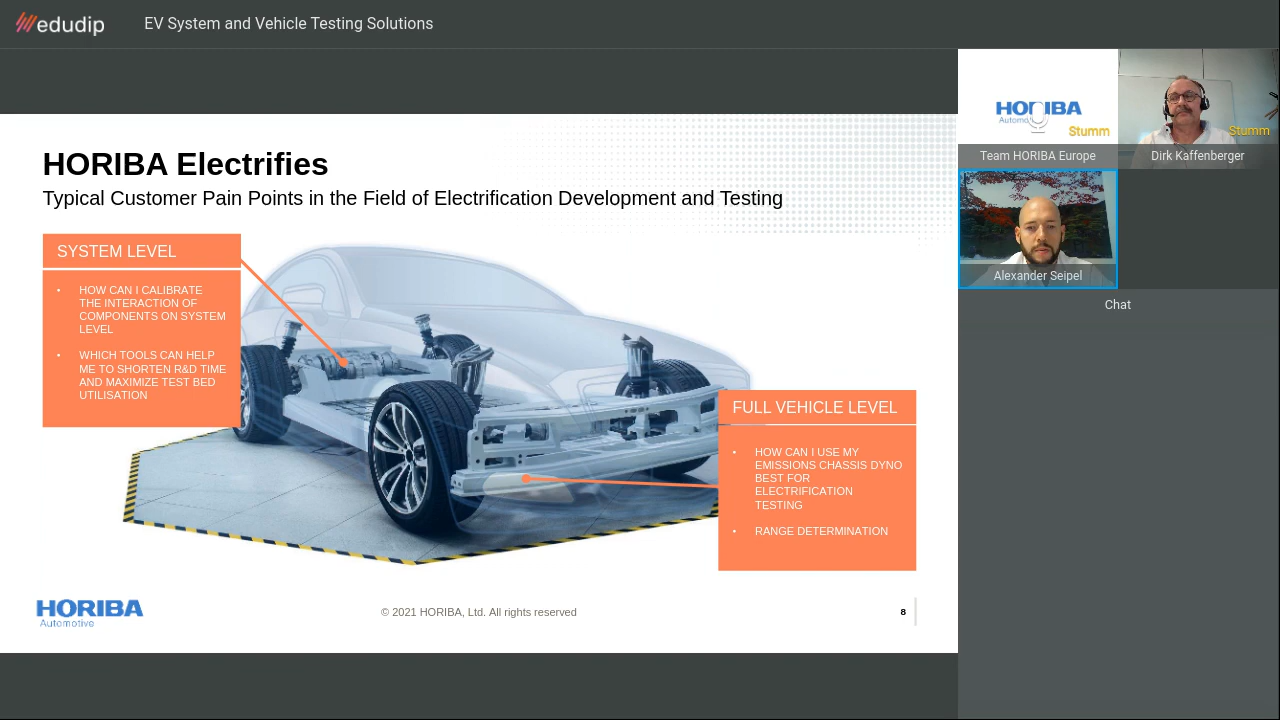 edudip
EV System and Vehicle Testing Solutions
HORIBA Electrifies
Typical Customer Pain Points in the Field of Electrification Development and Testing
SYSTEM LEVEL
• HOW CAN I CALIBRATE
THE INTERACTION OF
COMPONENTS ON SYSTEM
LEVEL
• WHICH TOOLS CAN HELP
ME TO SHORTEN R&D TIME
AND MAXIMIZE TEST BED
UTILISATION
FULL VEHICLE LEVEL
• HOW CAN I USE MY
EMISSIONS CHASSIS DYNO
BEST FOR
ELECTRIFICATION
TESTING
• RANGE DETERMINATION
HORIBA
Automotive
© 2021 HORIBA, Ltd. All rights reserved
8
HORIBA
Stumm
Team HORIBA Europe
Stumm
Dirk Kaffenberger
Alexander Seipel
Chat